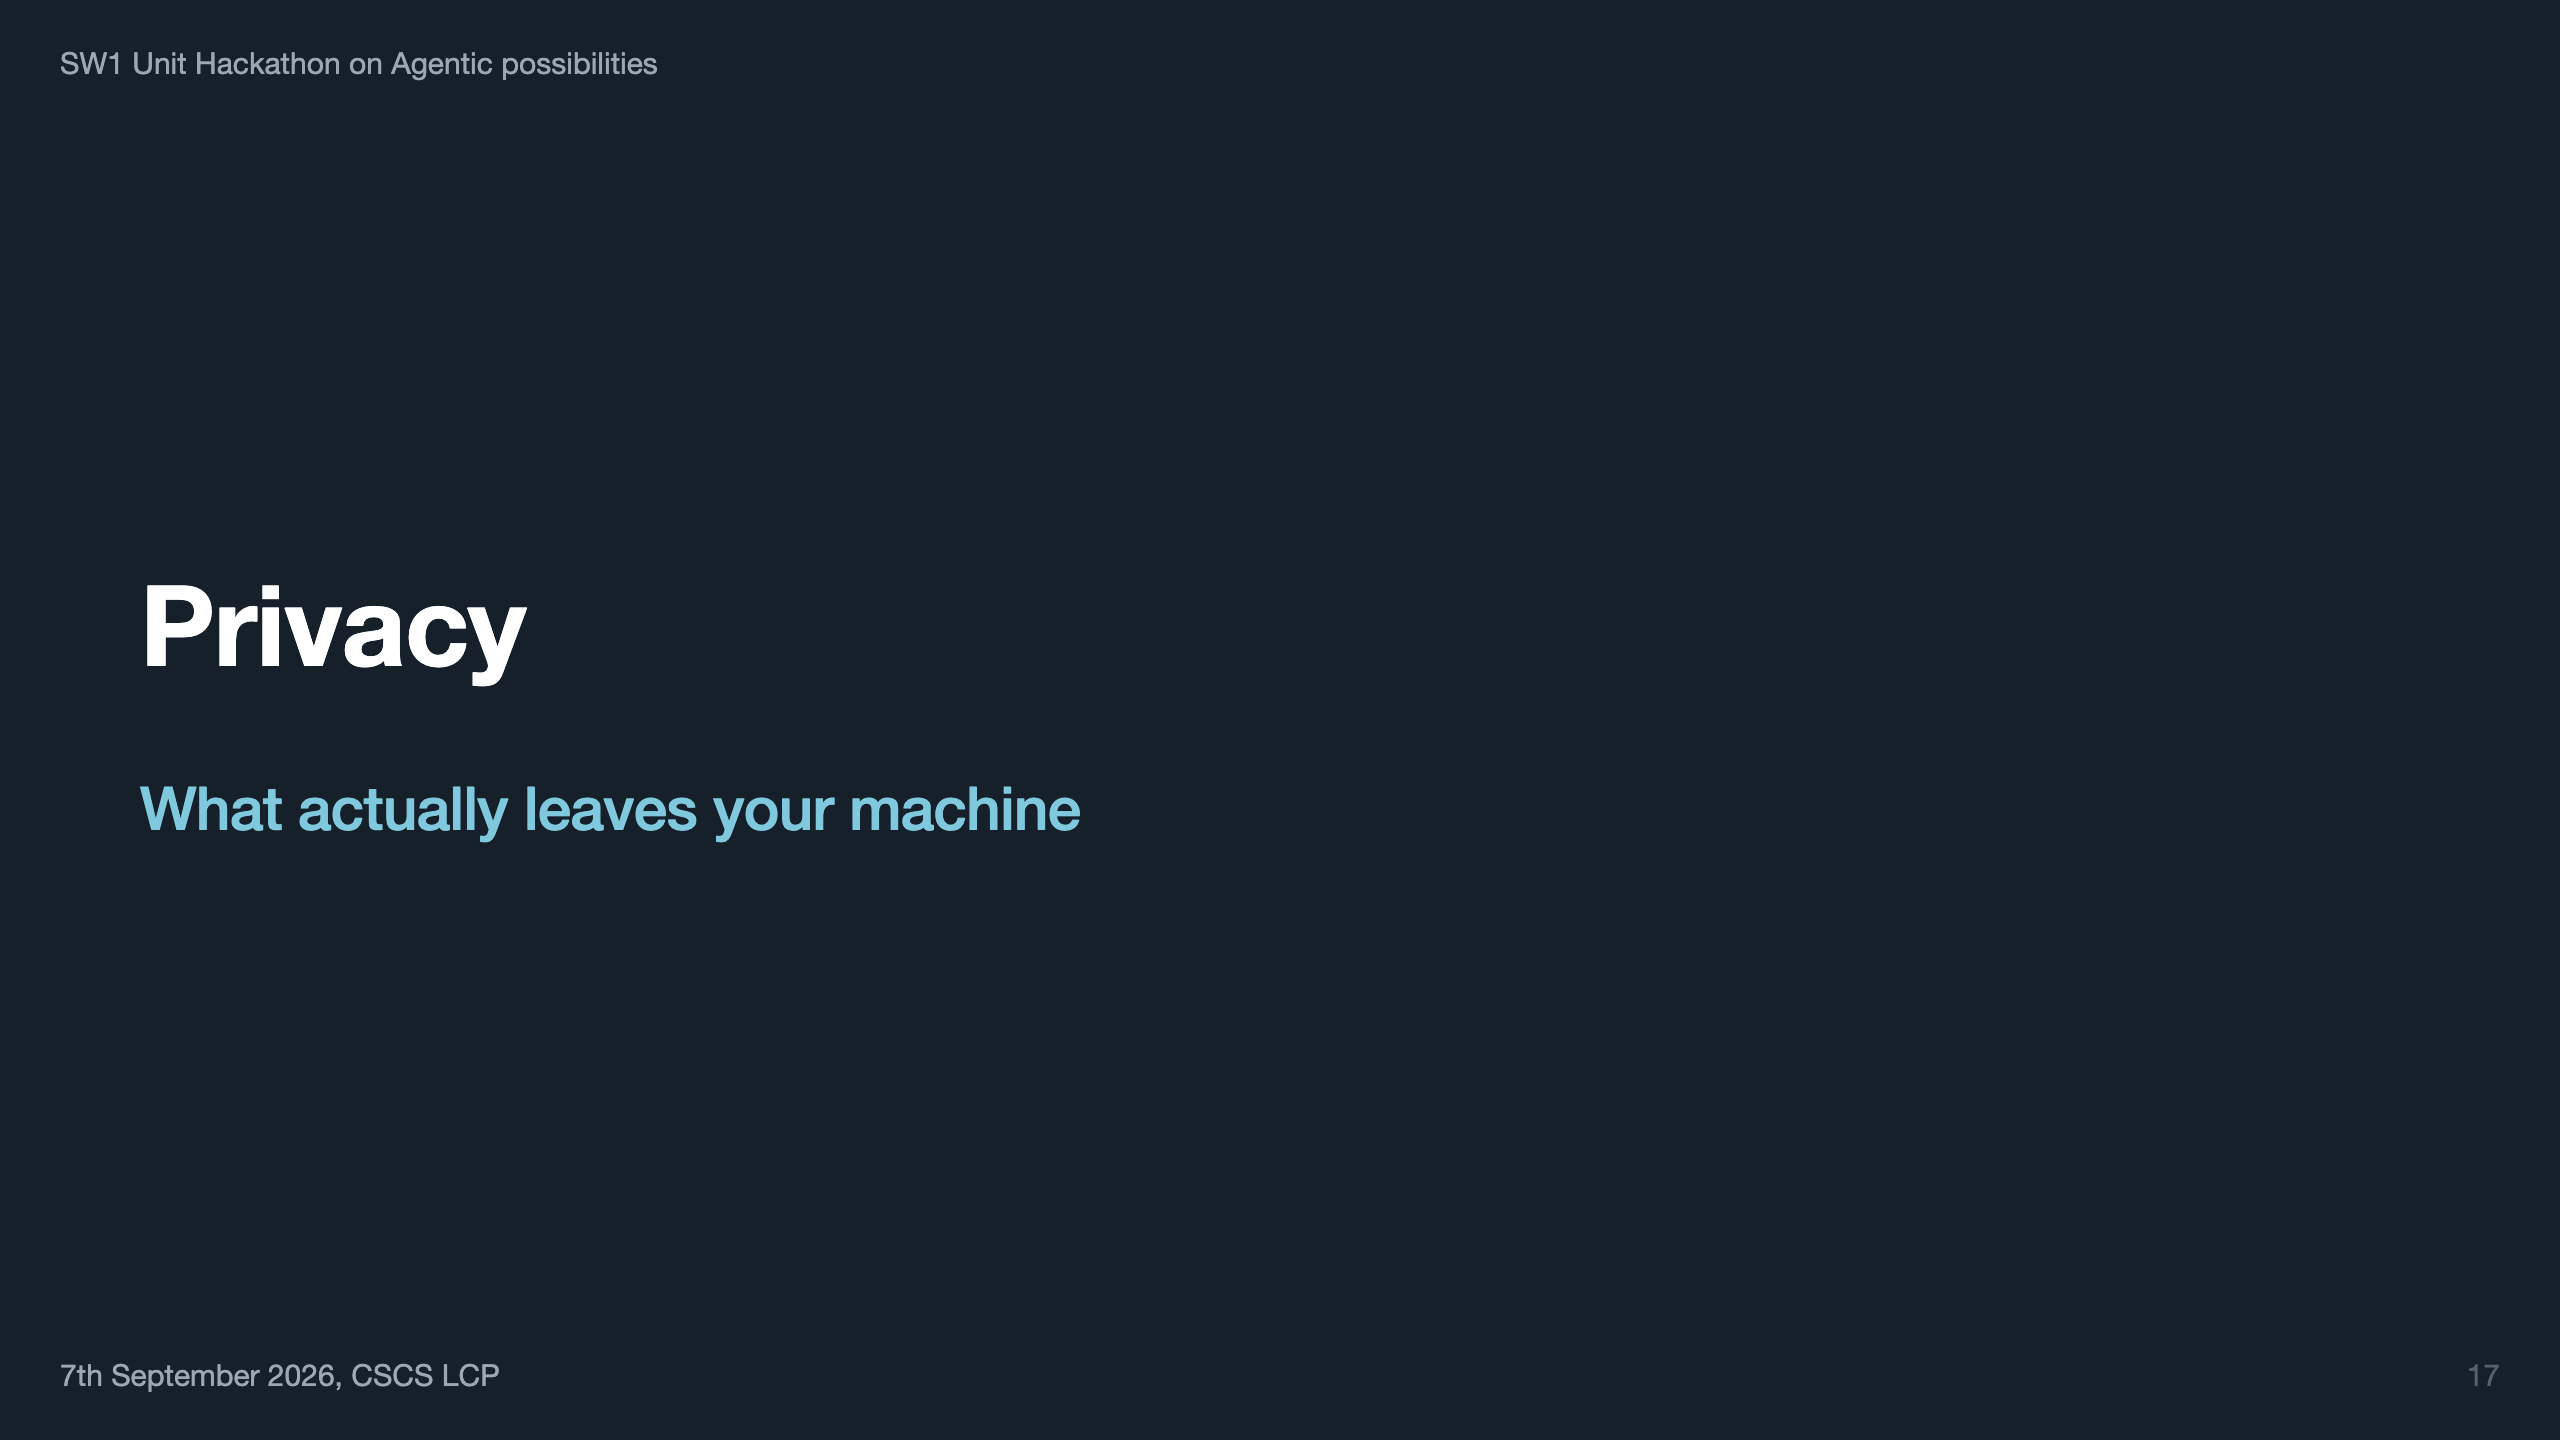 SW1 Unit Hackathon on Agentic possibilities
Privacy
What actually leaves your machine
7th September 2026, CSCS LCP
17